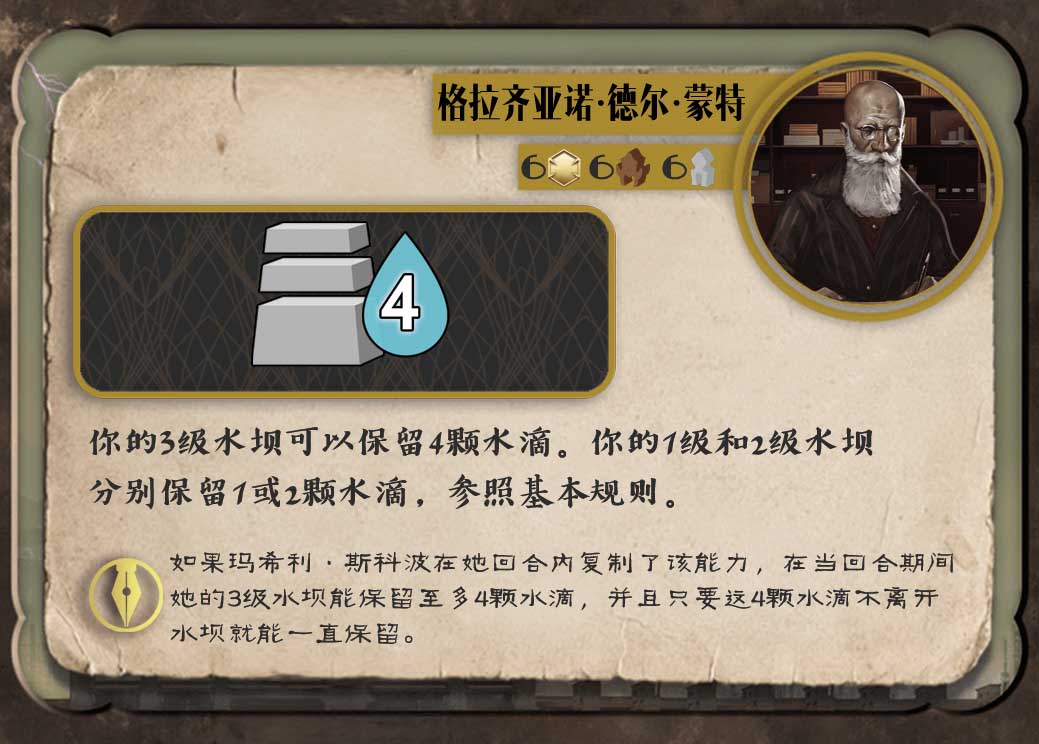 格拉齐亚诺·德尔·蒙特
6 6 6
4
你的3级水坝可以保留4颗水滴。你的1级和2级水坝
分别保留1或2颗水滴，参照基本规则。
如果玛希利·斯科波在她回合内复制了该能力，在当回合期间
她的3级水坝能保留至多4颗水滴，并且只要这4颗水滴不离开
水坝就能一直保留。